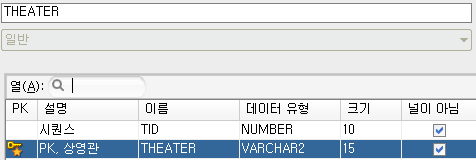 THEATER
일반
열(A):
PK 설명 이름 데이터 유형 크기 널이 아님
시퀀스 TID NUMBER 10
PK, 상영관 THEATER VARCHAR2 15